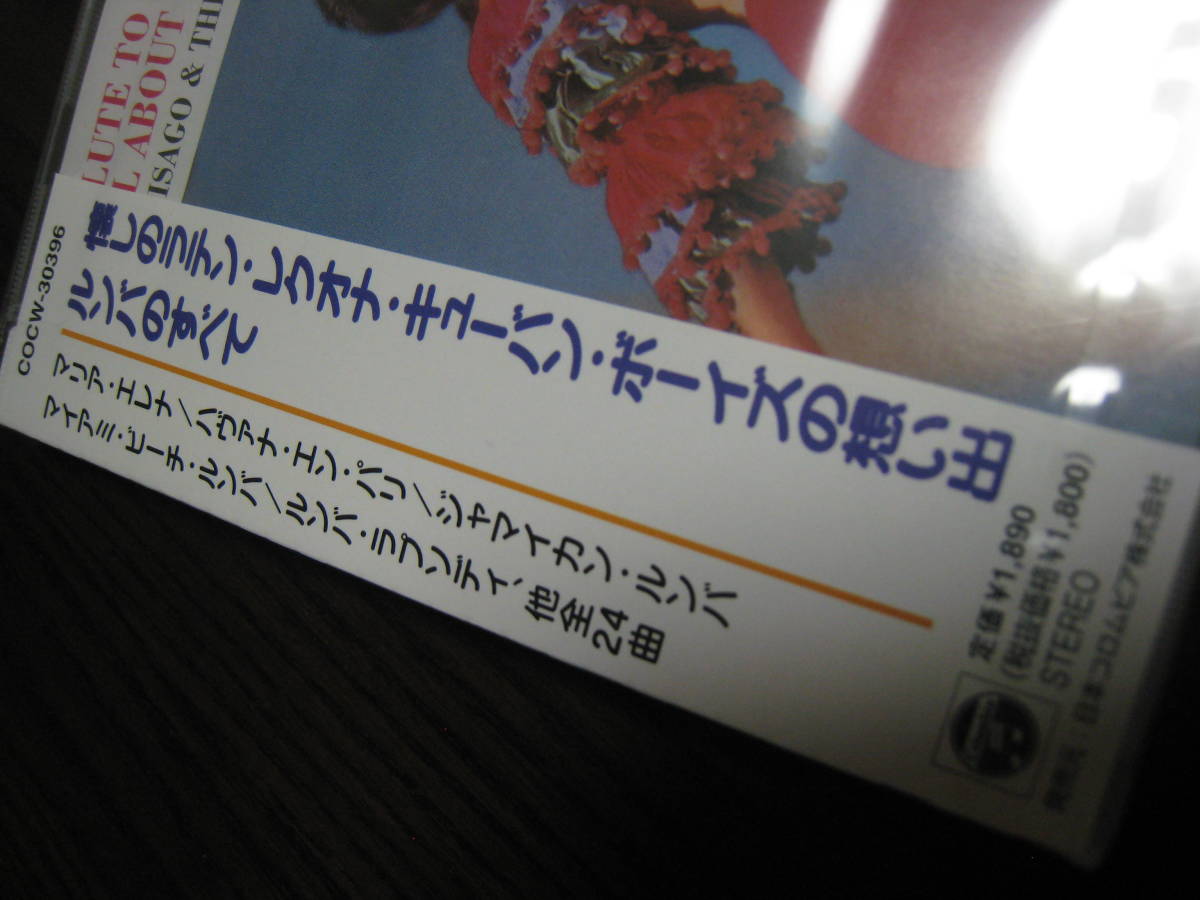 LUTE TO
L ABOUT
ISAGO & THE
COCW-30396
懐しのラテン・レクオナ・キューバン・ボーイズの想い出
ルンバのすべて
マリア・エレナ/ハヴァナ・エン・パリ/ジャマイカン・ルンバ
マイアミ・ビーチ・ルンバ/ルンバ・ラプソディ、他全24曲
定価¥1,890
(税抜価格¥1,800)
STEREO
発売元:日本コロムビア株式会社